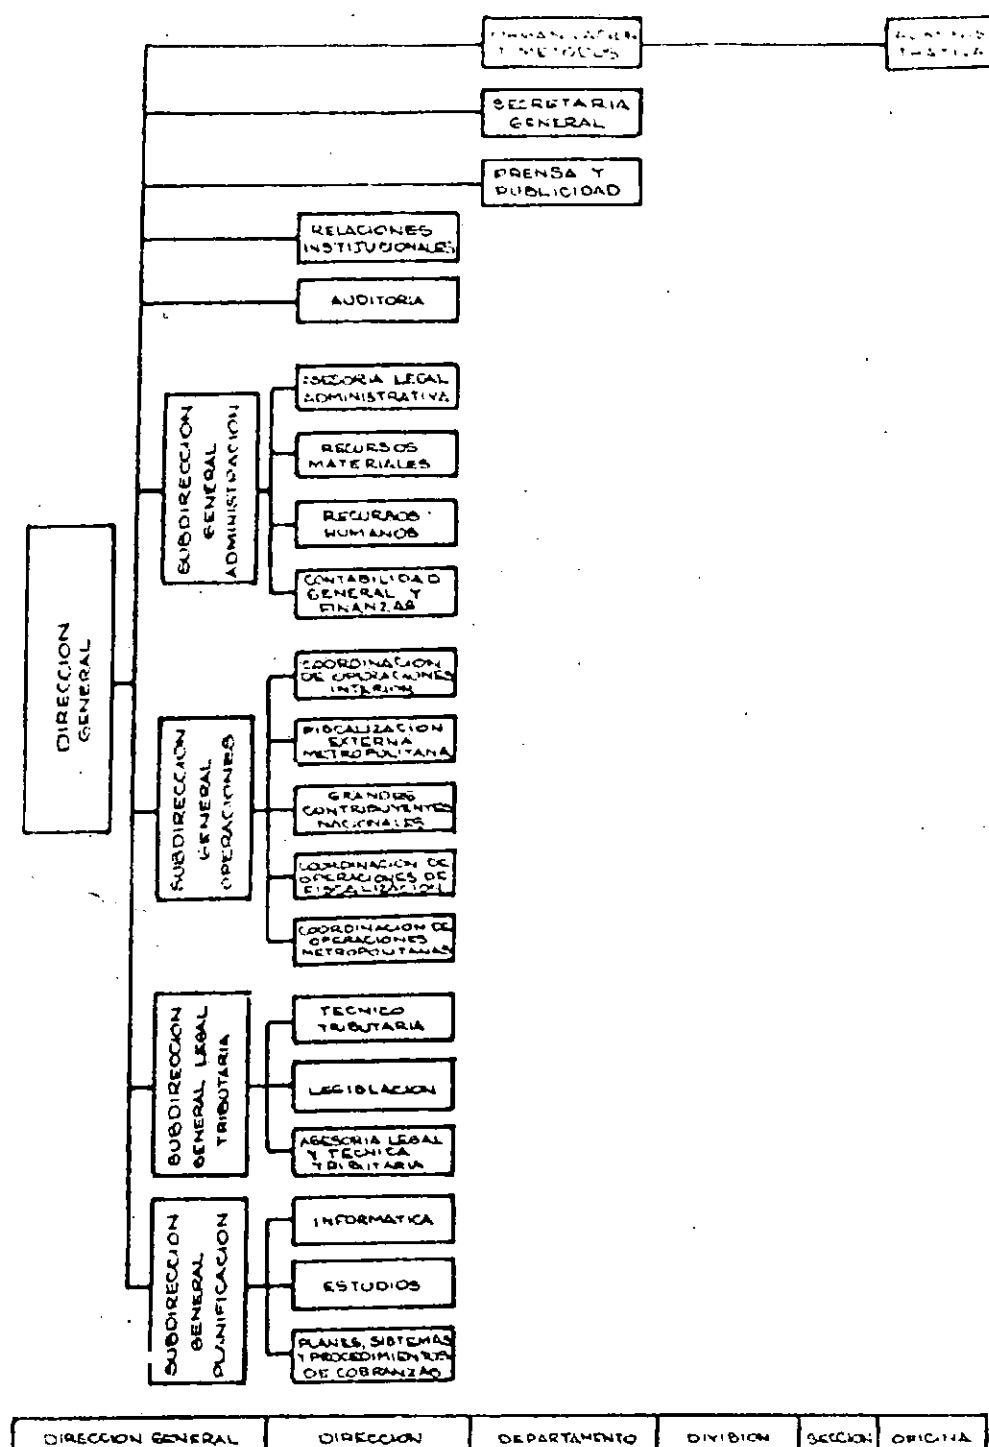 Y METODOS
SECRETARIA
GENERAL
PRENSA Y
PUBLICIDAD
RELACIONES
INSTITUCIONALES
AUDITORIA
SUBDIRECCION
GENERAL
ADMINISTRACION
ASESORIA LEGAL
ADMINISTRATIVA
RECURSOS
MATERIALES
RECURSOS
HUMANOS
CONTABILIDAD
GENERAL Y
FINANZAS
DIRECCION
GENERAL
SUBDIRECCION
GENERAL
OPERACIONES
COORDINACION
DE OPERACIONES
INTERIOR
FISCALIZACION
EXTERNA
METROPOLITANA
GRANDES
CONTRIBUYENTES
NACIONALES
COORDINACION DE
OPERACIONES DE
FISCALIZACION
COORDINACION DE
OPERACIONES
METROPOLITANAS
SUBDIRECCION
GENERAL LEGAL
TRIBUTARIA
TECNICO
TRIBUTARIA
LEGISLACION
ASESORIA LEGAL
Y TECNICA
TRIBUTARIA
SUBDIRECCION
GENERAL
PLANIFICACION
INFORMATICA
ESTUDIOS
PLANES, SISTEMAS
Y PROCEDIMIENTOS
DE COBRANZAS
DIRECCION GENERAL
DIRECCION
DEPARTAMENTO
DIVISION
SECCION
OFICINA